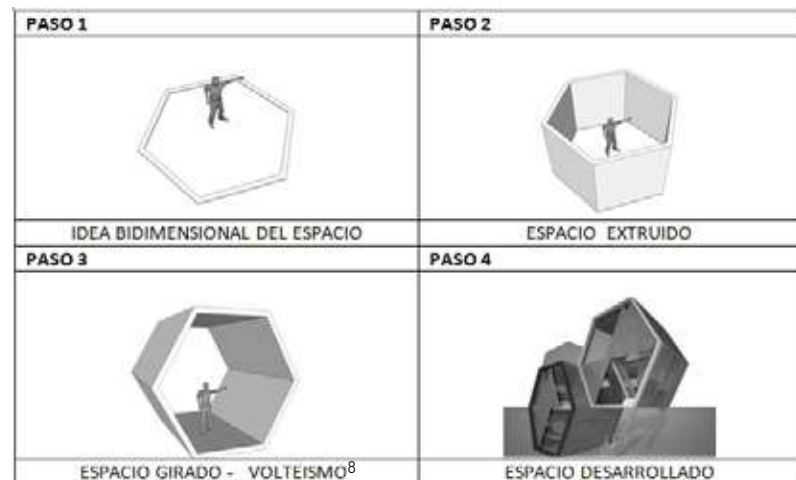 PASO 1
PASO 2
IDEA BIDIMENSIONAL DEL ESPACIO
ESPACIO EXTRUIDO
PASO 3
PASO 4
ESPACIO GIRADO - VOLTEISMO8
ESPACIO DESARROLLADO